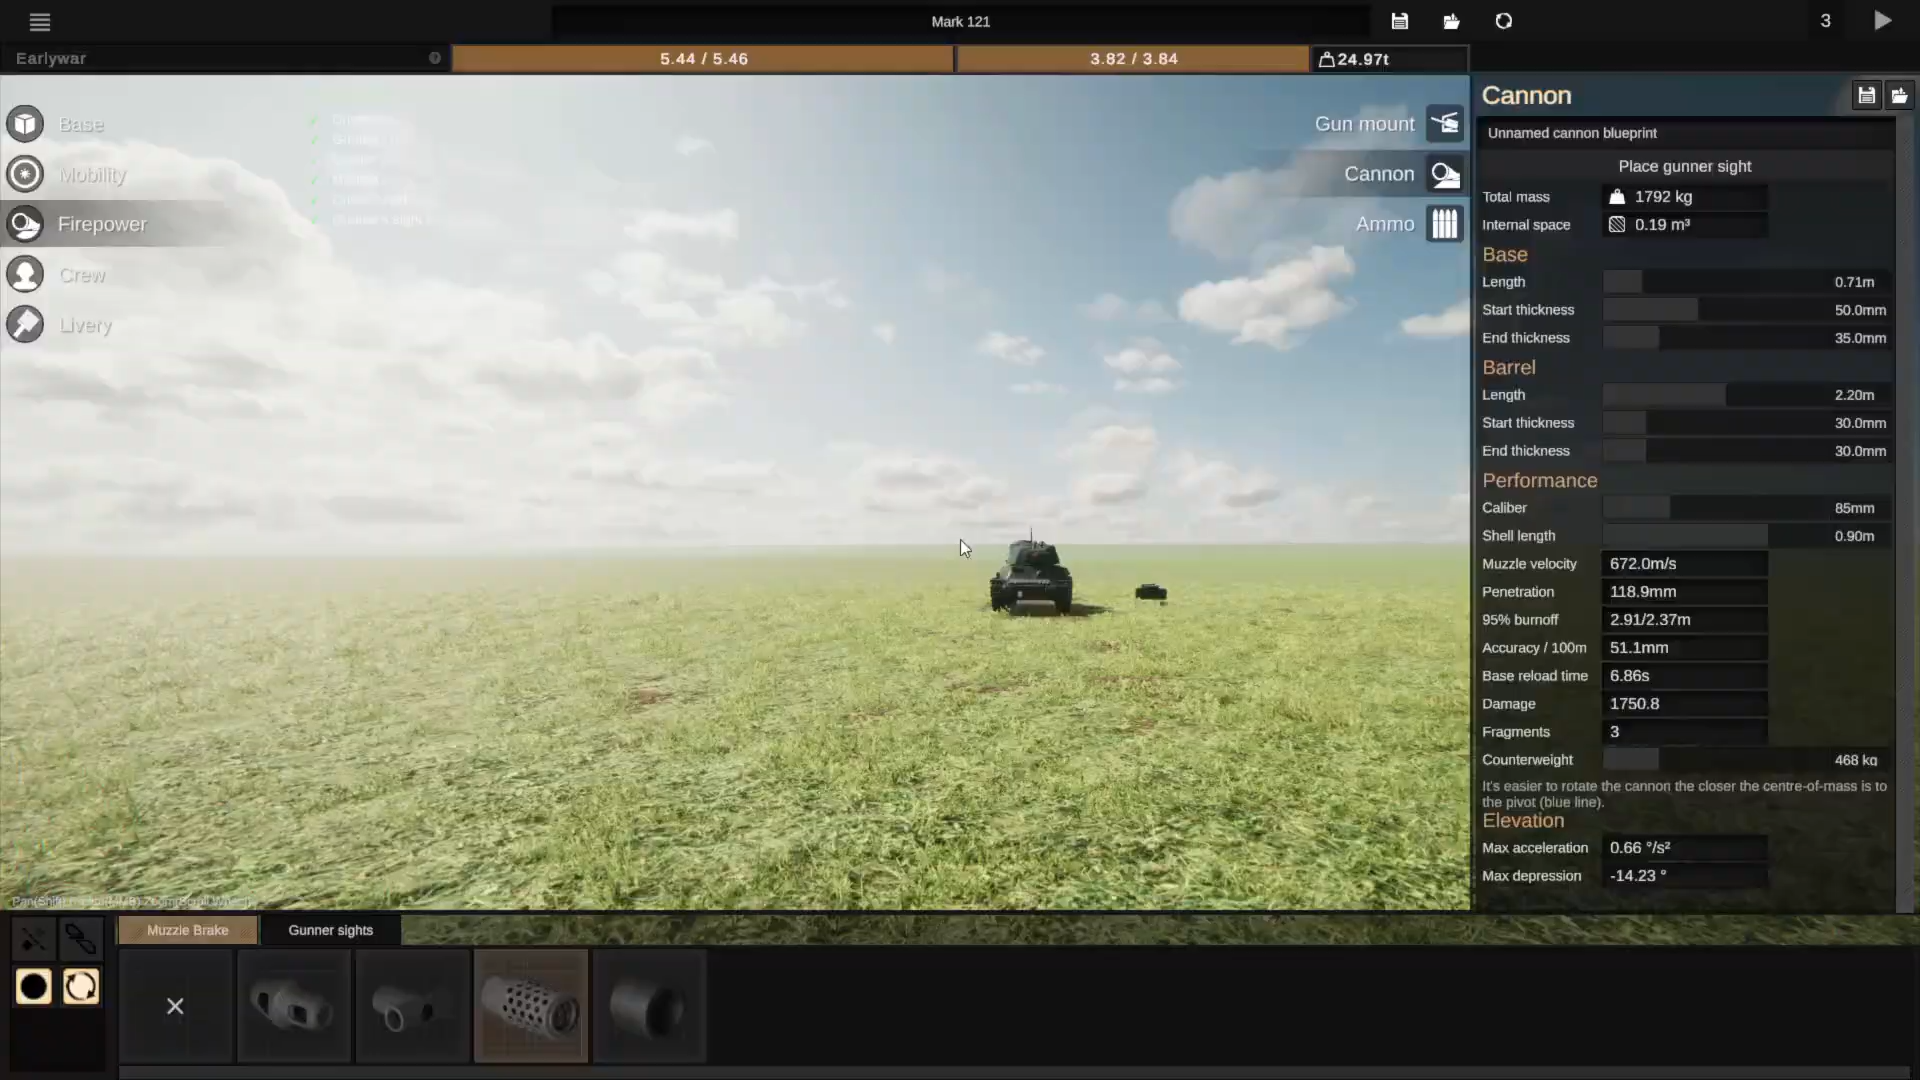 Mark 121
3
Earlywar
5.44 / 5.46
3.82 / 3.84
24.97t
Base
Mobility
Firepower
Crew
Livery
Gun mount
Cannon
Ammo
Cannon
Unnamed cannon blueprint
Place gunner sight
Total mass 1792 kg
Internal space 0.19 m³
Base
Length 0.71m
Start thickness 50.0mm
End thickness 35.0mm
Barrel
Length 2.20m
Start thickness 30.0mm
End thickness 30.0mm
Performance
Caliber 85mm
Shell length 0.90m
Muzzle velocity 672.0m/s
Penetration 118.9mm
95% burnoff 2.91/2.37m
Accuracy / 100m 51.1mm
Base reload time 6.86s
Damage 1750.8
Fragments 3
Counterweight 468 kg
It's easier to rotate the cannon the closer the centre-of-mass is to
the pivot (blue line).
Elevation
Max acceleration 0.66 °/s²
Max depression -14.23 °
Muzzle Brake
Gunner sights